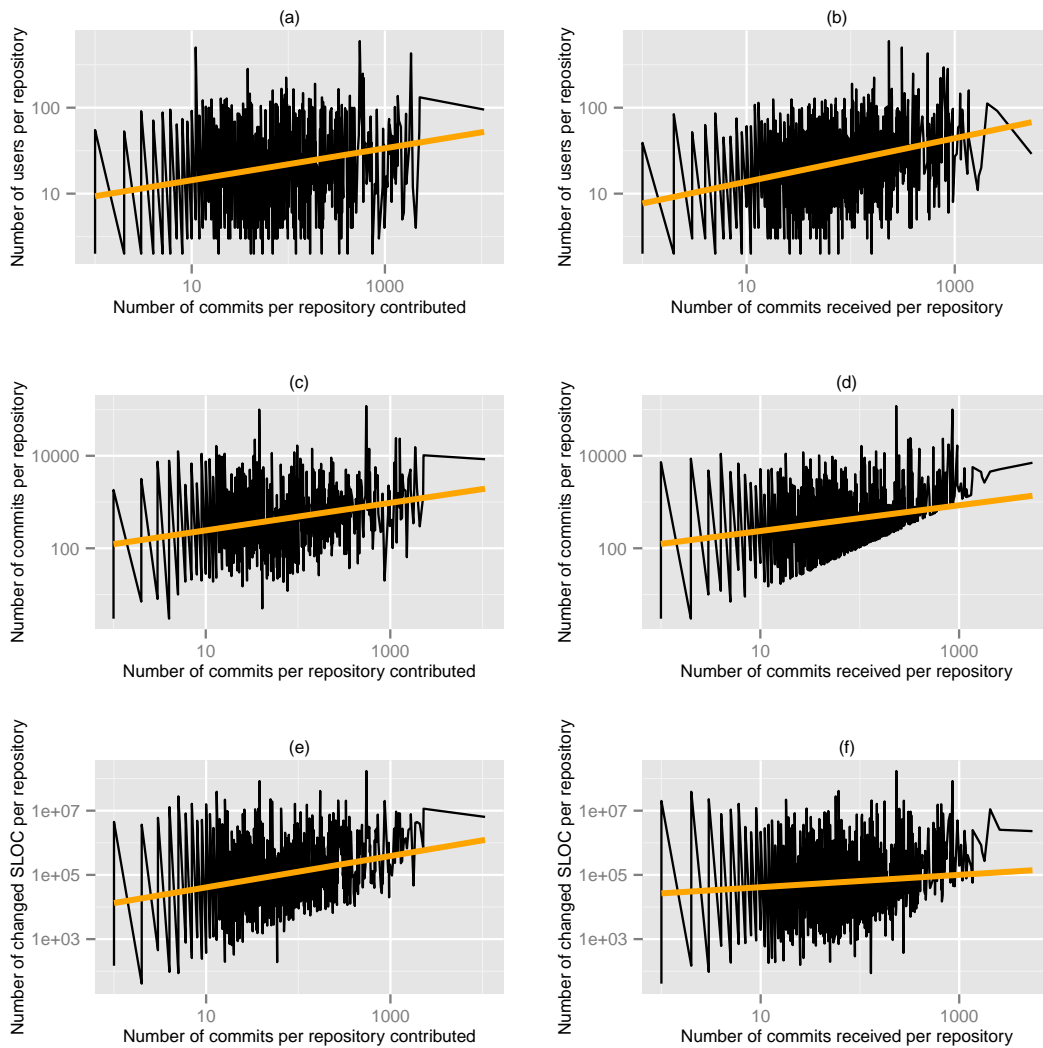 (a)
Number of users per repository
100
10
10
1000
Number of commits per repository contributed
(b)
Number of users per repository
100
10
10
1000
Number of commits received per repository
(c)
Number of commits per repository
10000
100
10
1000
Number of commits per repository contributed
(d)
Number of commits per repository
10000
100
10
1000
Number of commits received per repository
(e)
Number of changed SLOC per repository
1e+07
1e+05
1e+03
10
1000
Number of commits per repository contributed
(f)
Number of changed SLOC per repository
1e+07
1e+05
1e+03
10
1000
Number of commits received per repository